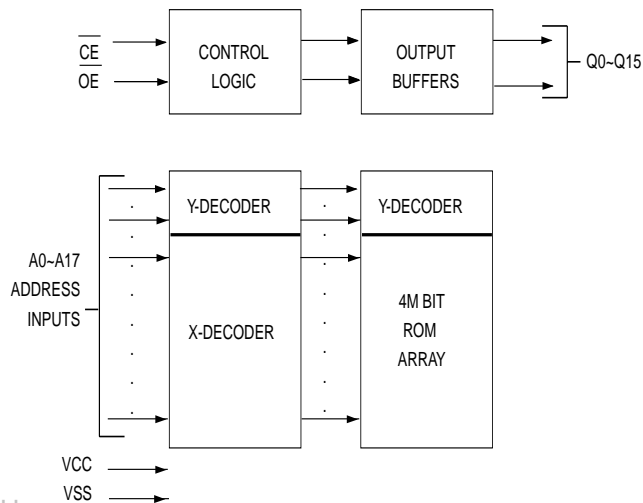 CE
OE
CONTROL
LOGIC
OUTPUT
BUFFERS
Q0~Q15
A0~A17
ADDRESS
INPUTS
Y-DECODER
X-DECODER
Y-DECODER
4M BIT
ROM
ARRAY
VCC
VSS